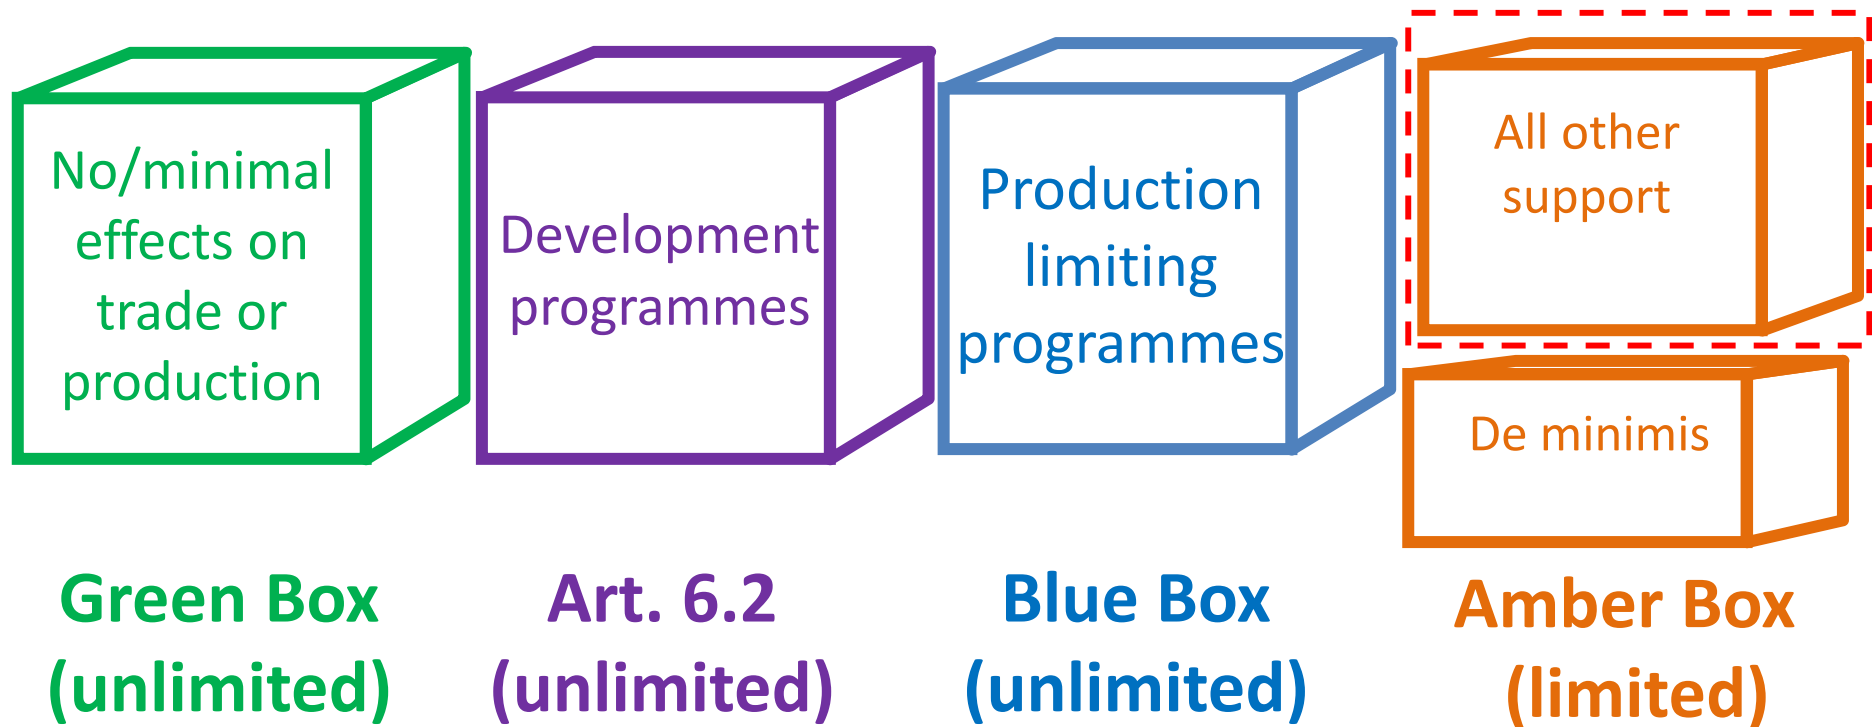 No/minimal
effects on
trade or
production
Development
programmes
Production
limiting
programmes
All other
support
De minimis
Green Box
(unlimited)
Art. 6.2
(unlimited)
Blue Box
(unlimited)
Amber Box
(limited)